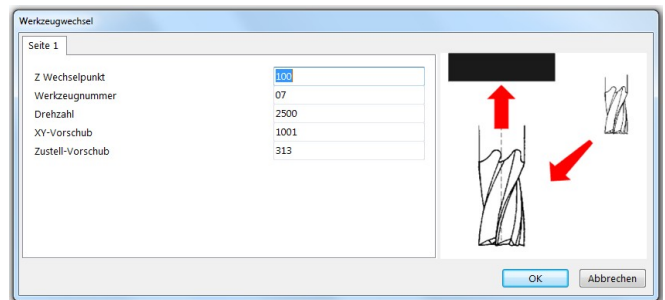 Werkzeugwechsel
Seite 1
Z Wechselpunkt 100
Werkzeugnummer 07
Drehzahl 2500
XY-Vorschub 1001
Zustell-Vorschub 313
OK Abbrechen